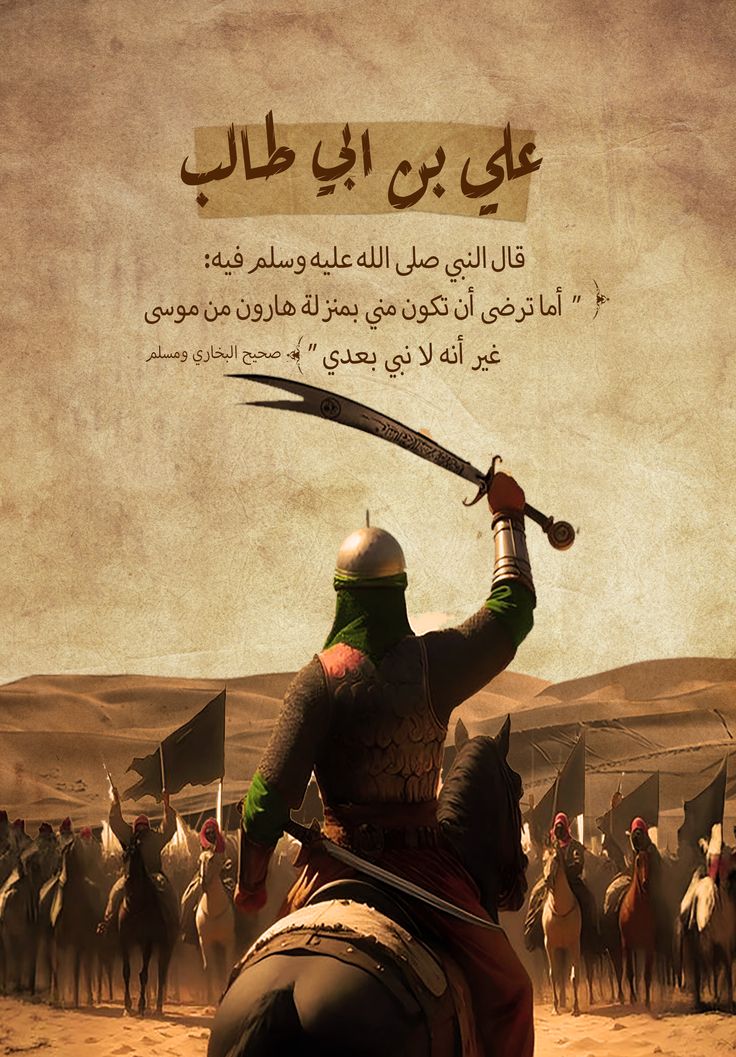 علي بن ابي طالب
قال النبي صلى الله عليه وسلم فيه:
﴿ " أما ترضى أن تكون مني بمنزلة هارون من موسى
غير أنه لا نبي بعدي " ﴾ صحيح البخاري ومسلم